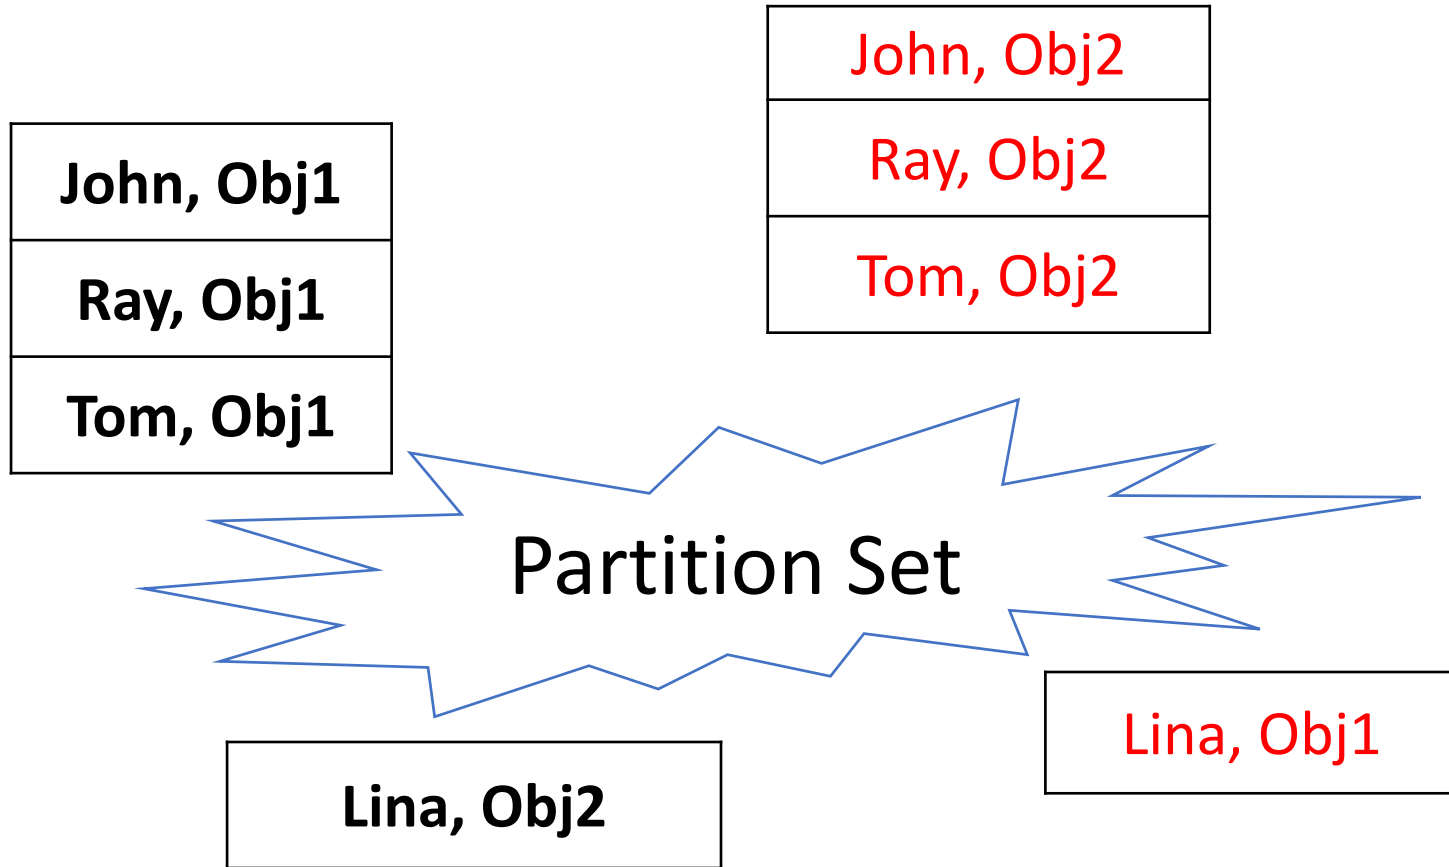 John, Obj2
Ray, Obj2
Tom, Obj2
John, Obj1
Ray, Obj1
Tom, Obj1
Partition Set
Lina, Obj1
Lina, Obj2